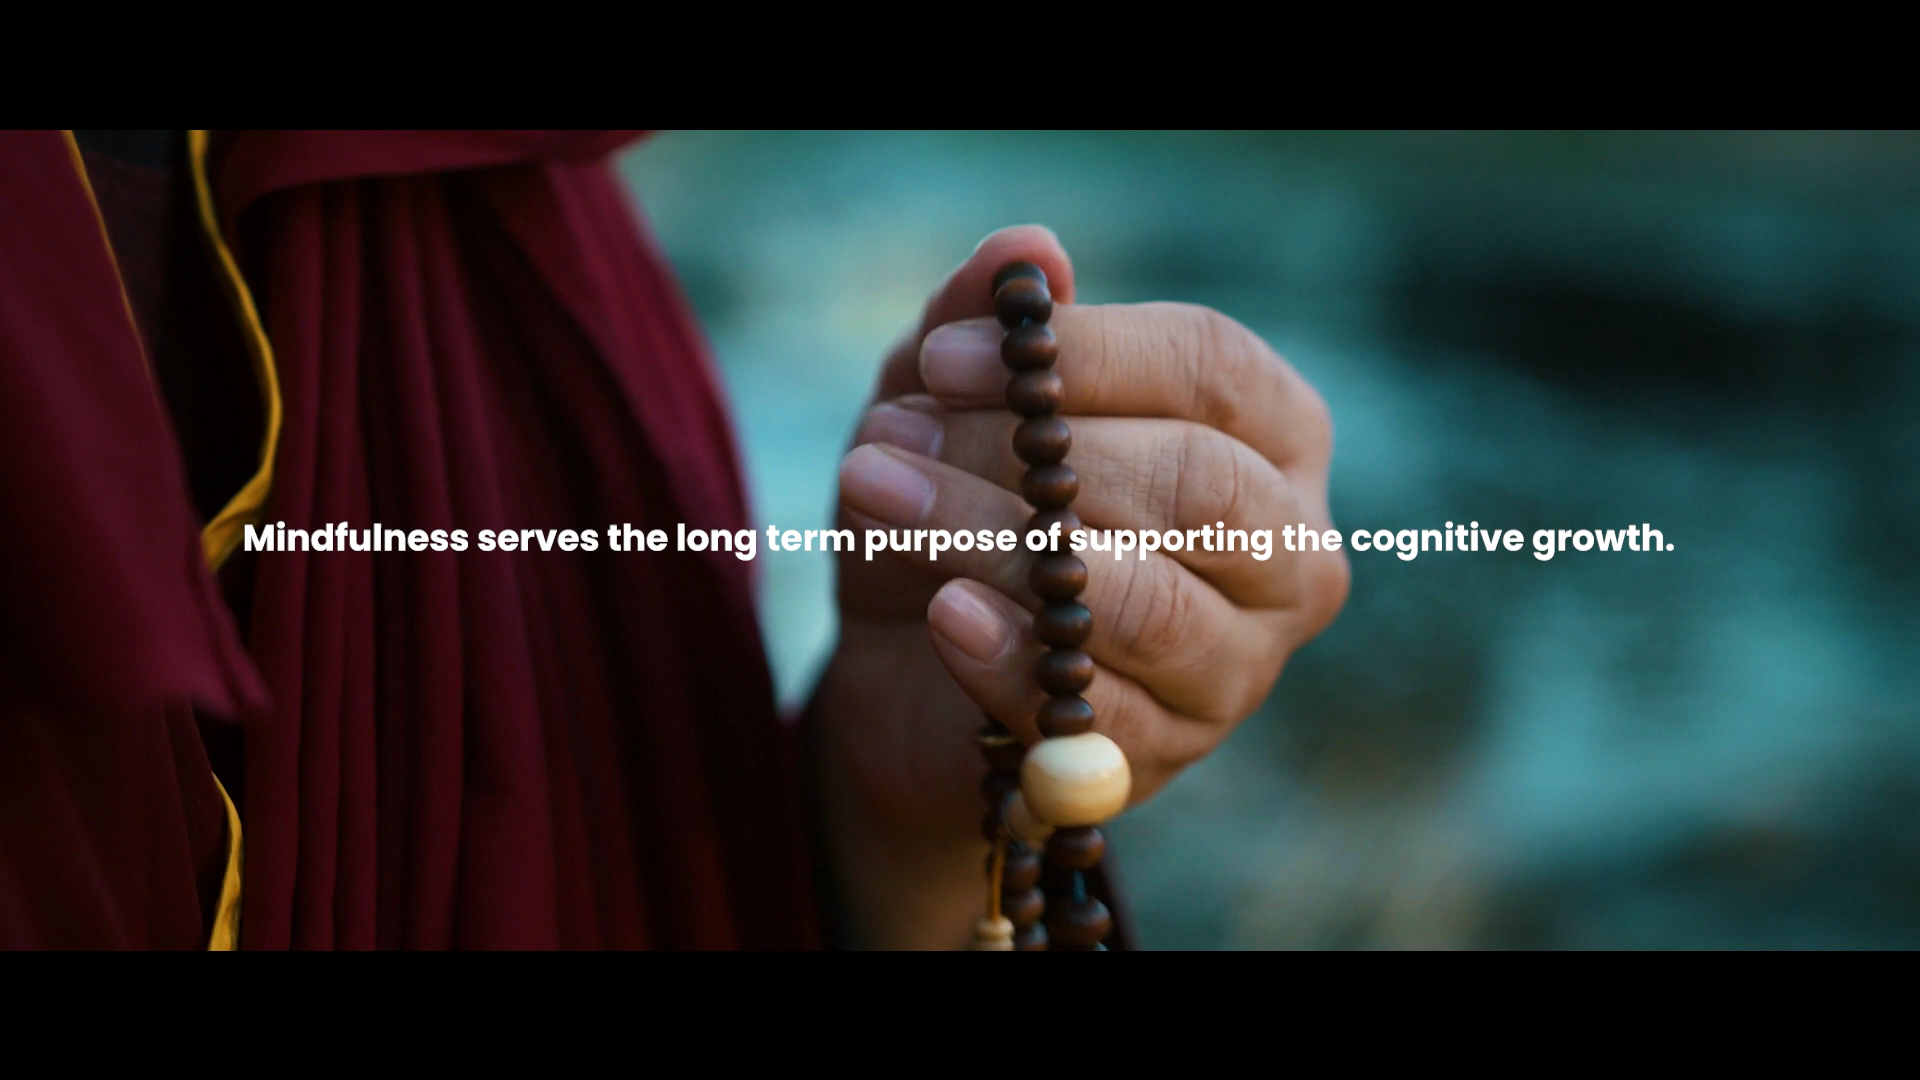 Mindfulness serves the long term purpose of supporting the cognitive growth.